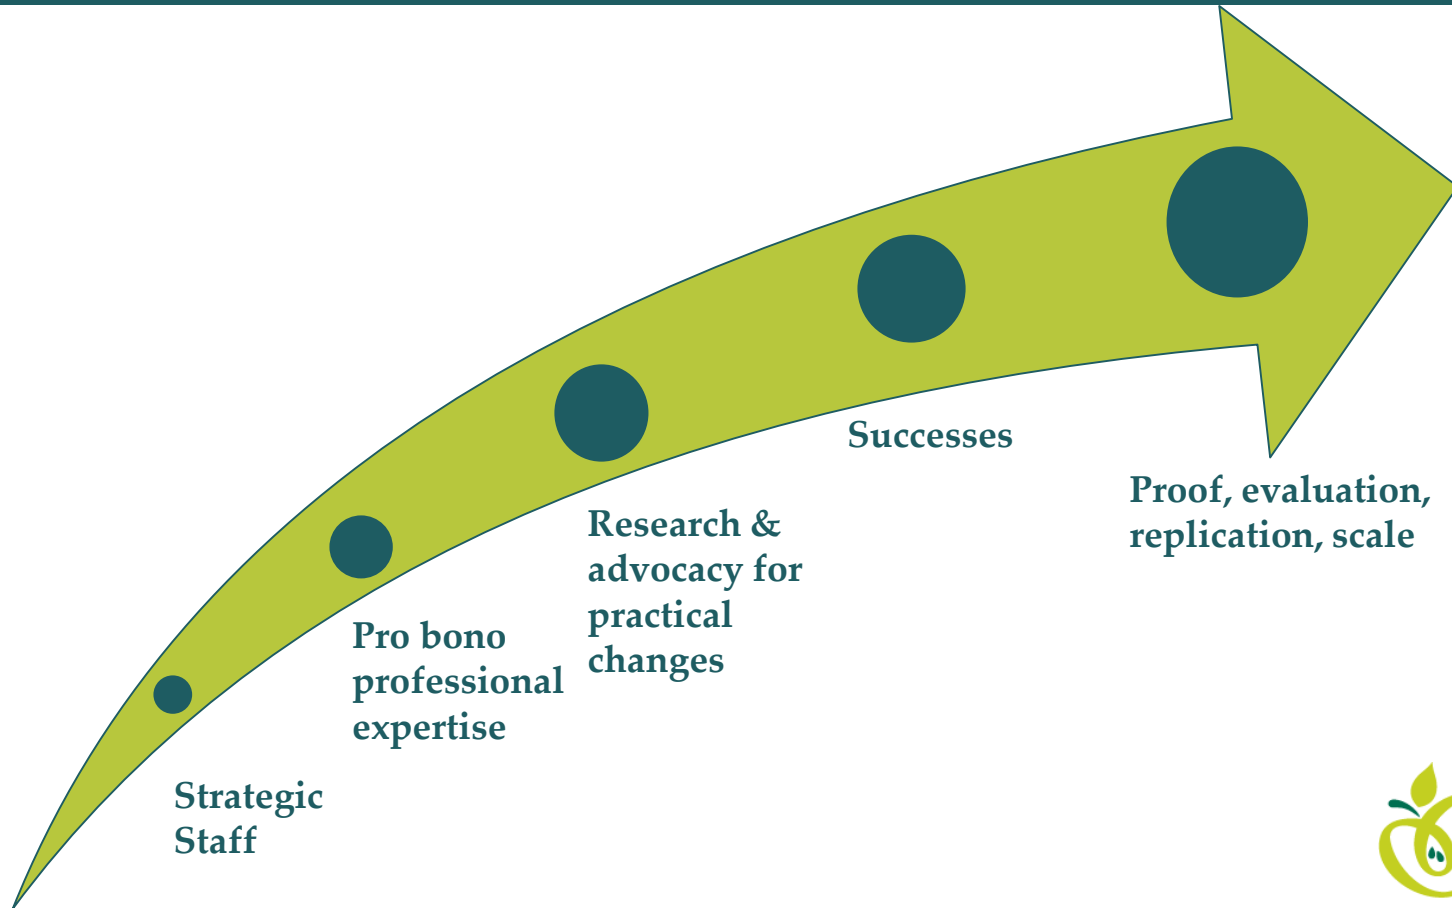 Strategic
Staff
Pro bono
professional
expertise
Research &
advocacy for
practical
changes
Successes
Proof, evaluation,
replication, scale